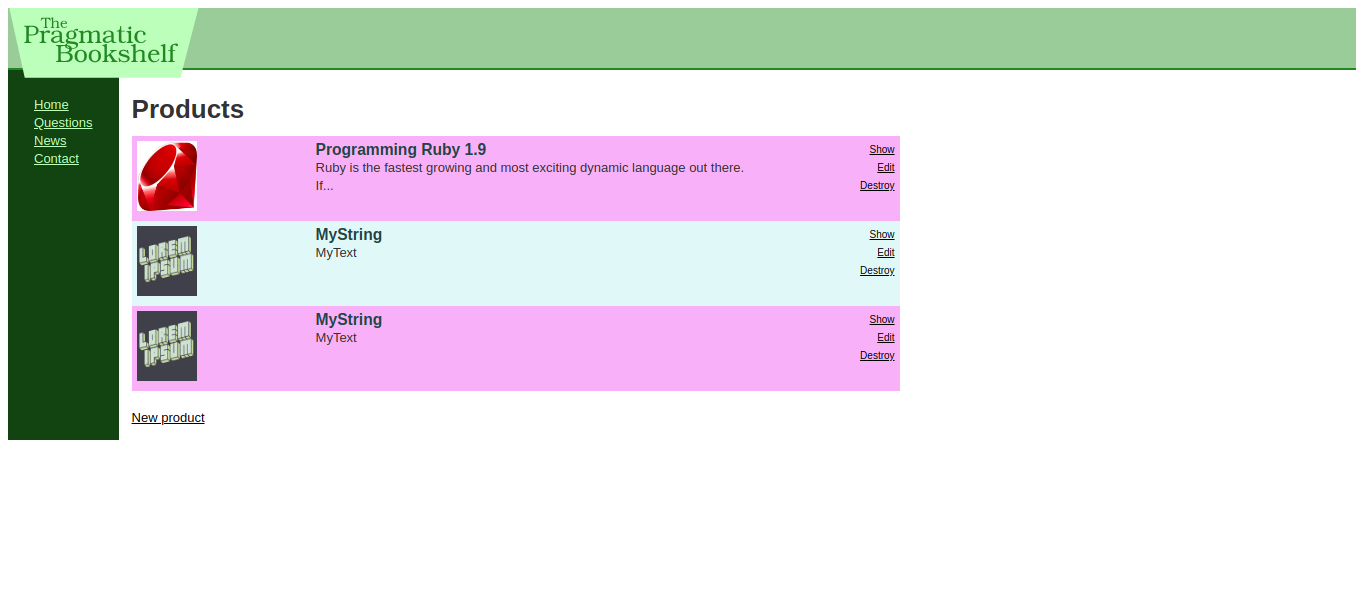 The
Pragmatic
Bookshelf
Home
Questions
News
Contact
Products
Programming Ruby 1.9
Ruby is the fastest growing and most exciting dynamic language out there.
If...
Show
Edit
Destroy
LOREM
IPSUM
MyString
MyText
Show
Edit
Destroy
LOREM
IPSUM
MyString
MyText
Show
Edit
Destroy
New product